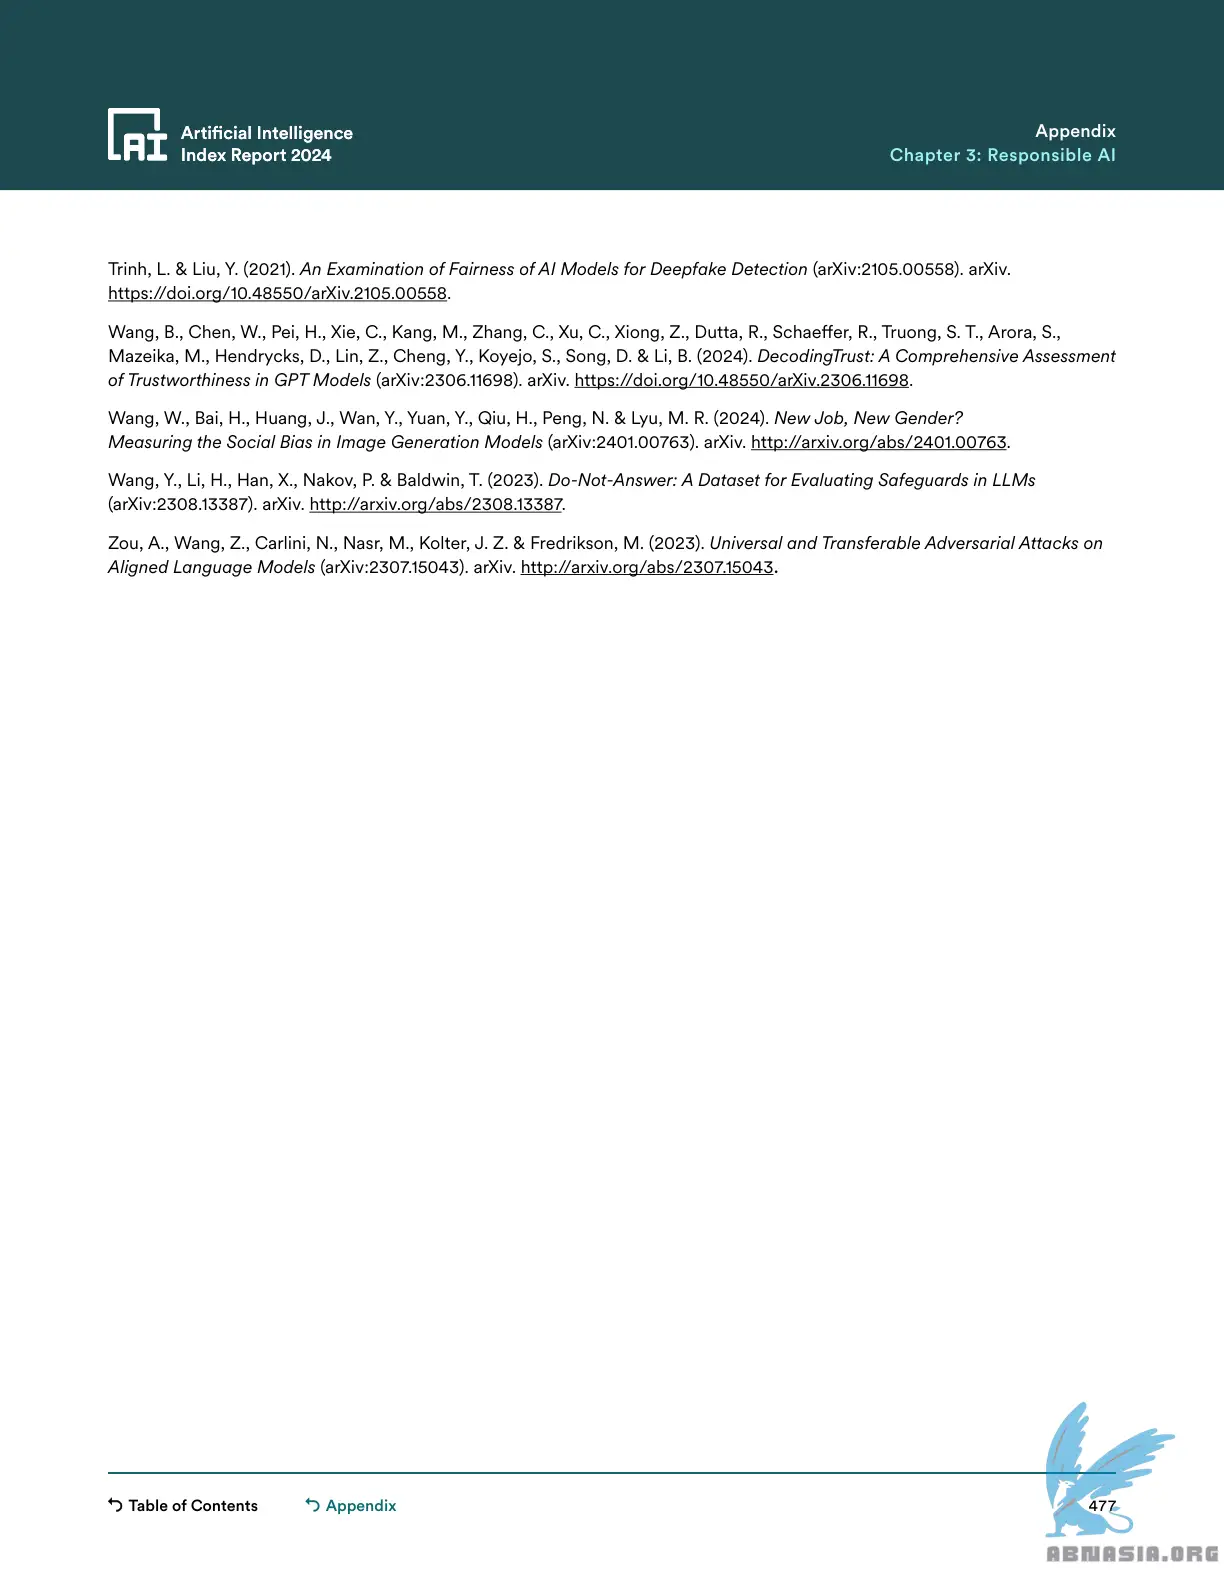 AI
Artificial Intelligence
Index Report 2024
Appendix
Chapter 3: Responsible AI
Trinh, L. & Liu, Y. (2021). An Examination of Fairness of AI Models for Deepfake Detection (arXiv:2105.00558). arXiv.
https://doi.org/10.48550/arXiv.2105.00558.
Wang, B., Chen, W., Pei, H., Xie, C., Kang, M., Zhang, C., Xu, C., Xiong, Z., Dutta, R., Schaeffer, R., Truong, S. T., Arora, S.,
Mazeika, M., Hendrycks, D., Lin, Z., Cheng, Y., Koyejo, S., Song, D. & Li, B. (2024). DecodingTrust: A Comprehensive Assessment
of Trustworthiness in GPT Models (arXiv:2306.11698). arXiv. https://doi.org/10.48550/arXiv.2306.11698.
Wang, W., Bai, H., Huang, J., Wan, Y., Yuan, Y., Qiu, H., Peng, N. & Lyu, M. R. (2024). New Job, New Gender?
Measuring the Social Bias in Image Generation Models (arXiv:2401.00763). arXiv. http://arxiv.org/abs/2401.00763.
Wang, Y., Li, H., Han, X., Nakov, P. & Baldwin, T. (2023). Do-Not-Answer: A Dataset for Evaluating Safeguards in LLMs
(arXiv:2308.13387). arXiv. http://arxiv.org/abs/2308.13387.
Zou, A., Wang, Z., Carlini, N., Nasr, M., Kolter, J. Z. & Fredrikson, M. (2023). Universal and Transferable Adversarial Attacks on
Aligned Language Models (arXiv:2307.15043). arXiv. http://arxiv.org/abs/2307.15043.
Table of Contents
Appendix
477
ABNASIA.ORG